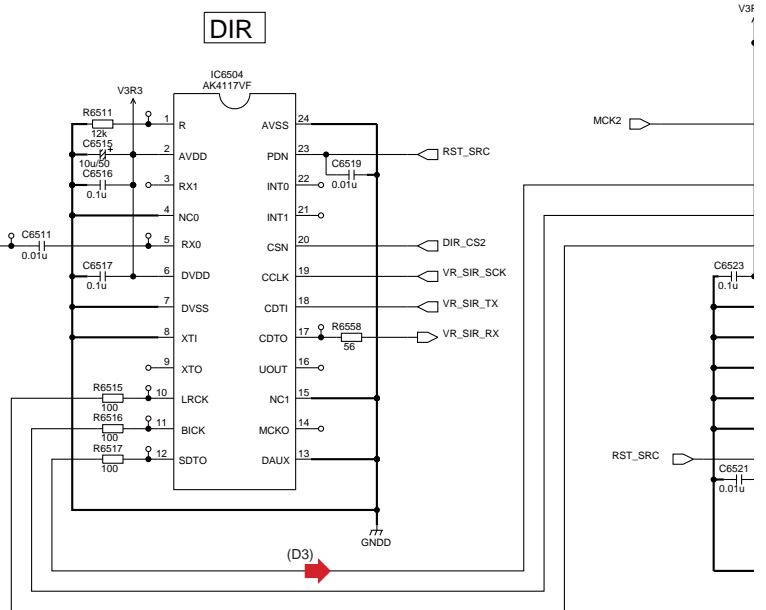 DIR
V3R
IC6504
AK4117VF
V3R3
R6511
12k
C6515
+
10u/50
C6516
0.1u
C6511
0.01u
C6517
0.1u
R6515
100
R6516
100
R6517
100
1 R
2 AVDD
3 RX1
4 NC0
5 RX0
6 DVDD
7 DVSS
8 XTI
9 XTO
10 LRCK
11 BICK
12 SDTO
AVSS 24
PDN 23
INT0 22
INT1 21
CSN 20
CCLK 19
CDTI 18
CDTO 17
UOUT 16
NC1 15
MCKO 14
DAUX 13
C6519
0.01u
R6558
56
RST_SRC
DIR_CS2
VR_SIR_SCK
VR_SIR_TX
VR_SIR_RX
GNDD
(D3)
MCK2
C6523
0.1u
RST_SRC
C6521
0.01u